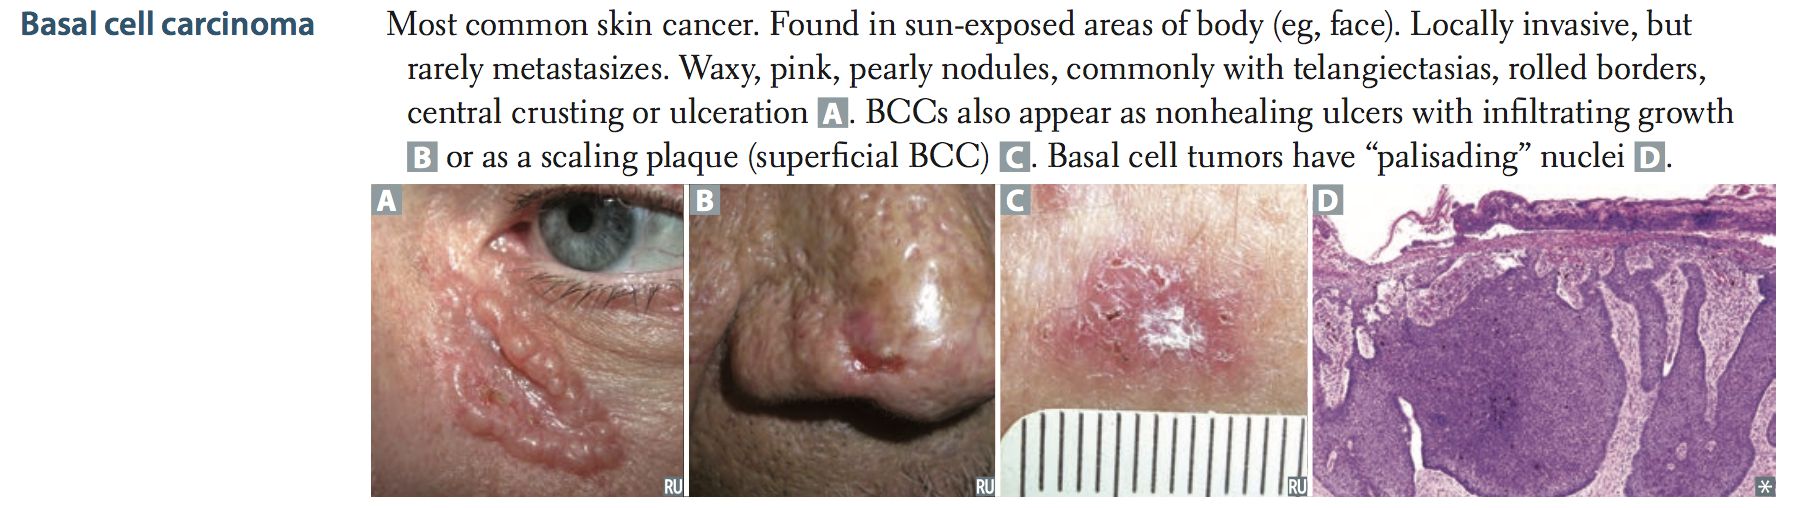 Basal cell carcinoma
Most common skin cancer. Found in sun-exposed areas of body (eg, face). Locally invasive, but
rarely metastasizes. Waxy, pink, pearly nodules, commonly with telangiectasias, rolled borders,
central crusting or ulceration A. BCCs also appear as nonhealing ulcers with infiltrating growth
B or as a scaling plaque (superficial BCC) C. Basal cell tumors have “palisading” nuclei D.
A B C D
RU RU RU *